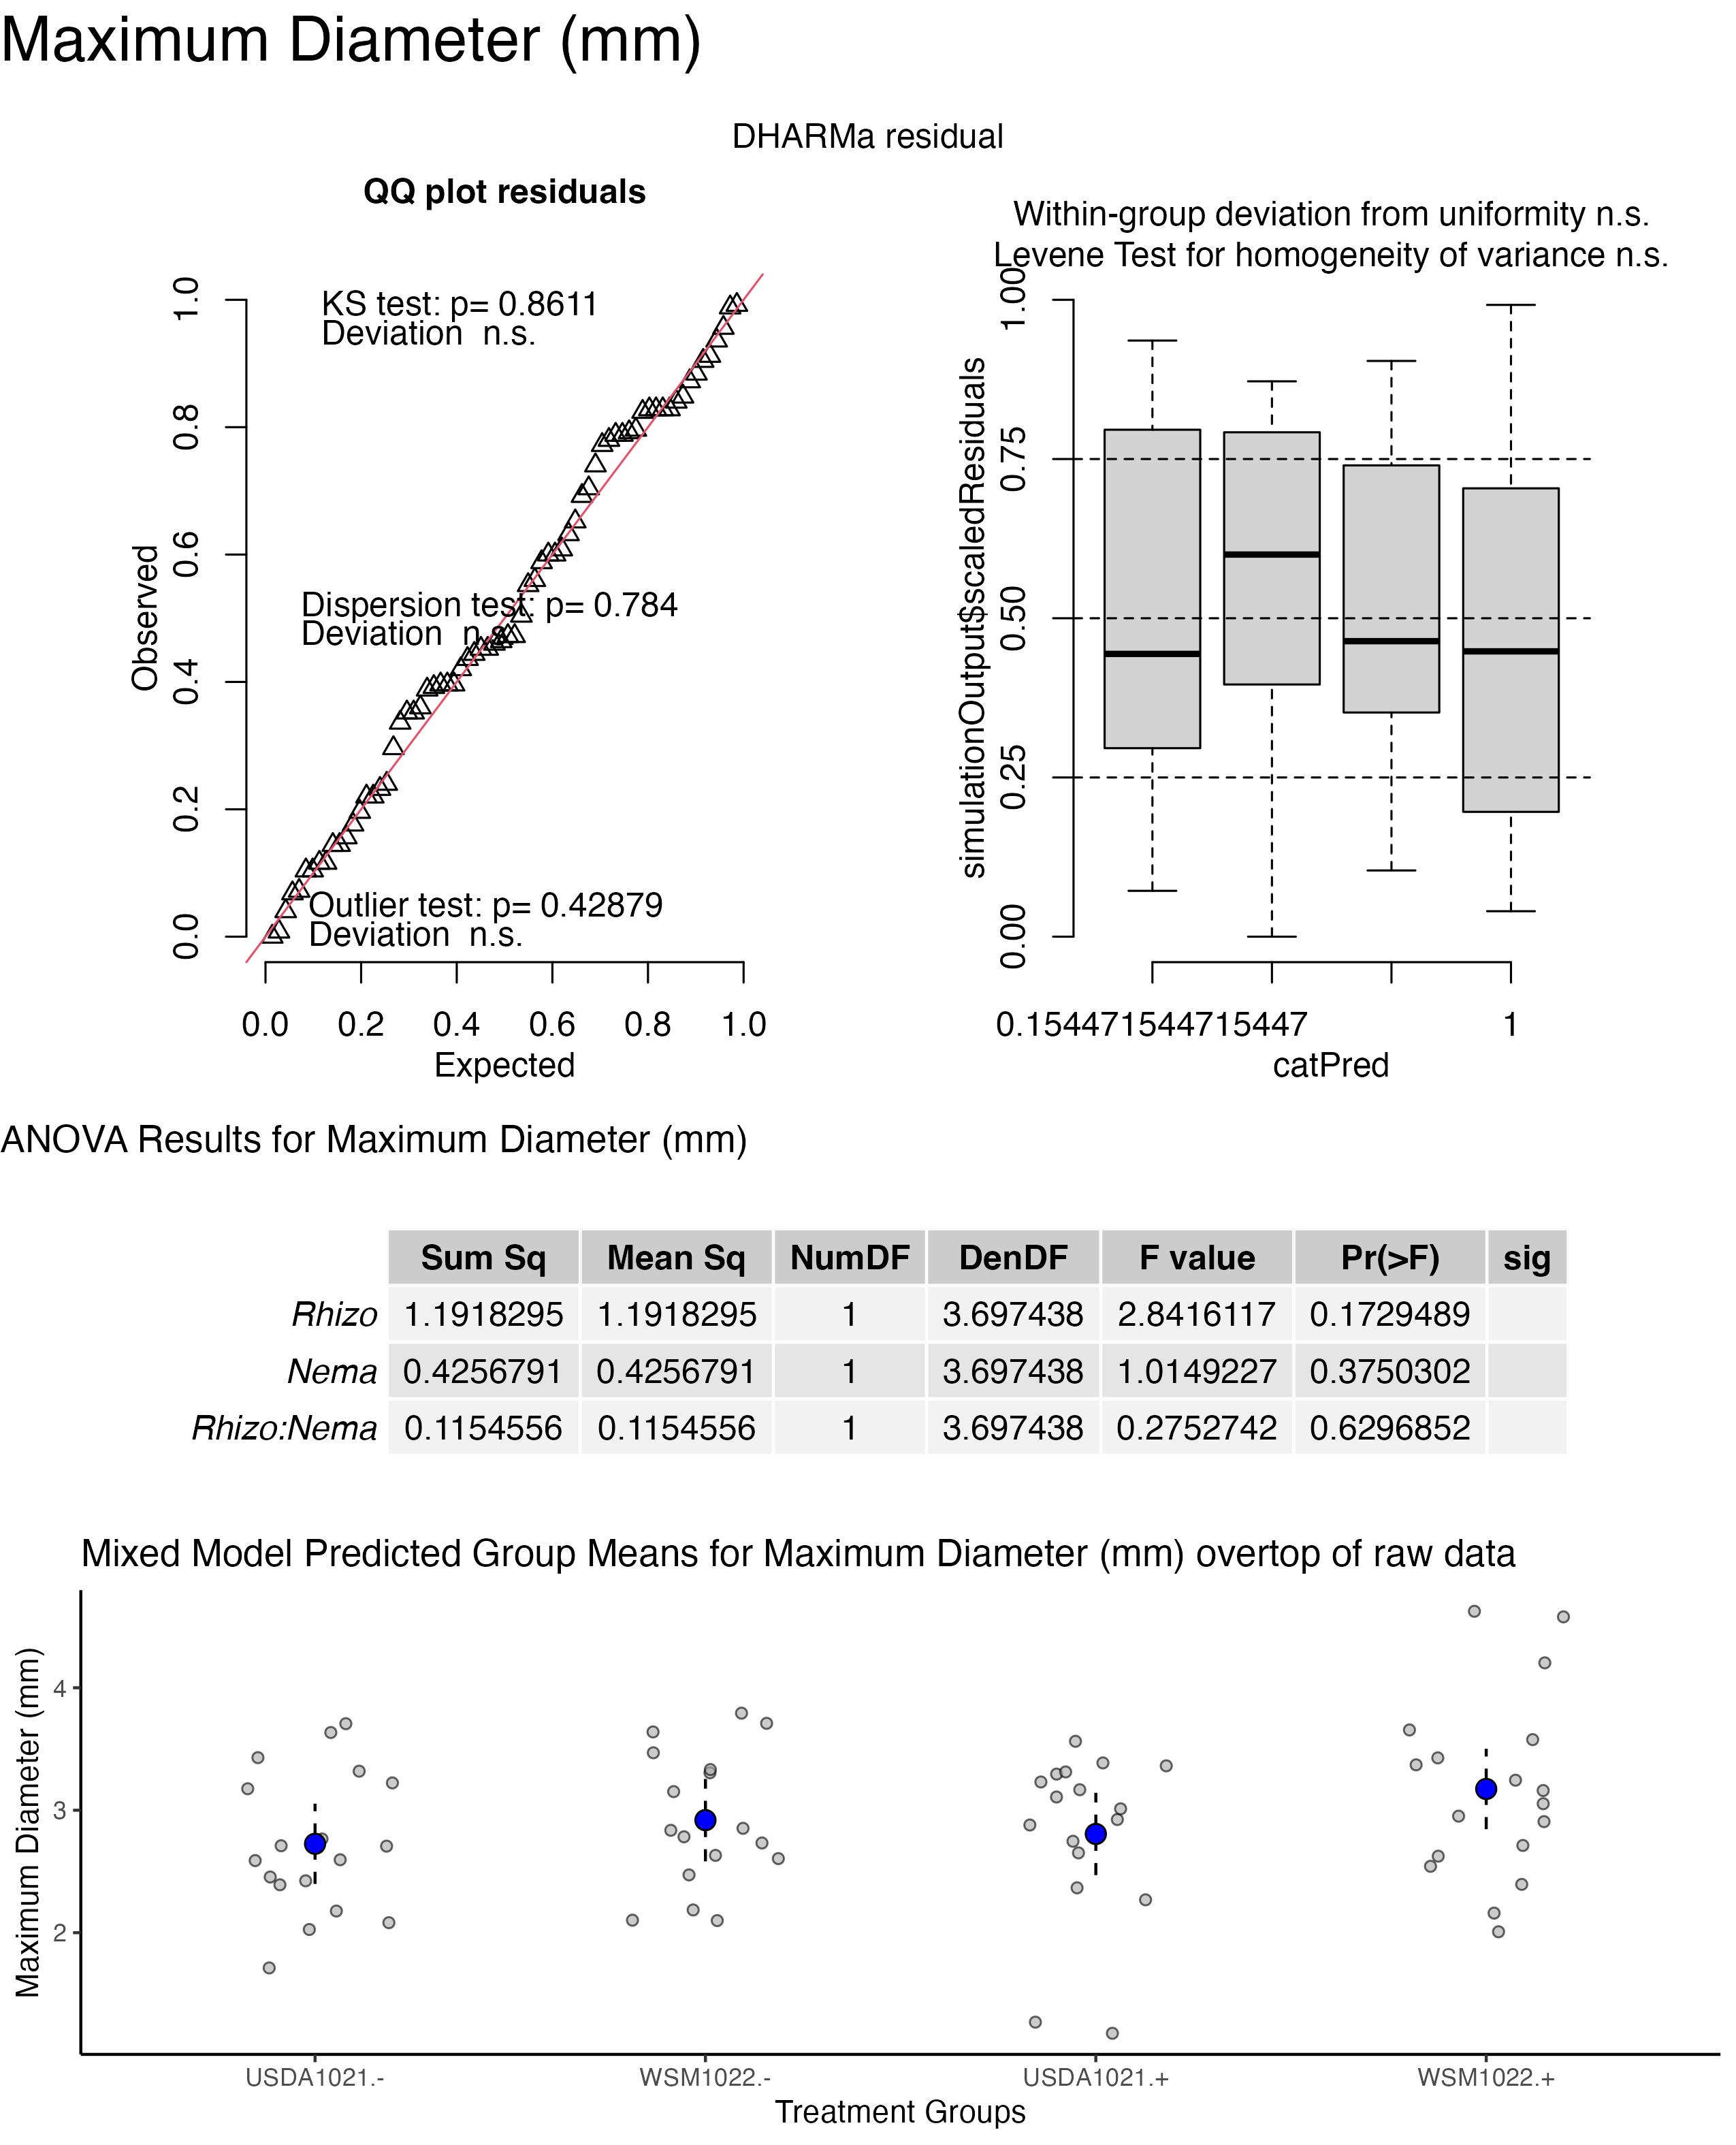 Maximum Diameter (mm)
DHARMa residual
QQ plot residuals
KS test: p= 0.8611
Deviation  n.s.
Dispersion test: p= 0.784
Deviation  n.s.
Outlier test: p= 0.42879
Deviation  n.s.
Observed
0.0 0.2 0.4 0.6 0.8 1.0
0.0 0.2 0.4 0.6 0.8 1.0
Expected
Within-group deviation from uniformity n.s.
Levene Test for homogeneity of variance n.s.
simulationOutput$scaledResiduals
0.00 0.25 0.50 0.75 1.00
0.154471544715447 1
catPred
ANOVA Results for Maximum Diameter (mm)
Sum Sq Mean Sq NumDF DenDF F value Pr(>F) sig
Rhizo 1.1918295 1.1918295 1 3.697438 2.8416117 0.1729489
Nema 0.4256791 0.4256791 1 3.697438 1.0149227 0.3750302
Rhizo:Nema 0.1154556 0.1154556 1 3.697438 0.2752742 0.6296852
Mixed Model Predicted Group Means for Maximum Diameter (mm) overtop of raw data
Maximum Diameter (mm)
4
3
2
USDA1021.- WSM1022.- USDA1021.+ WSM1022.+
Treatment Groups